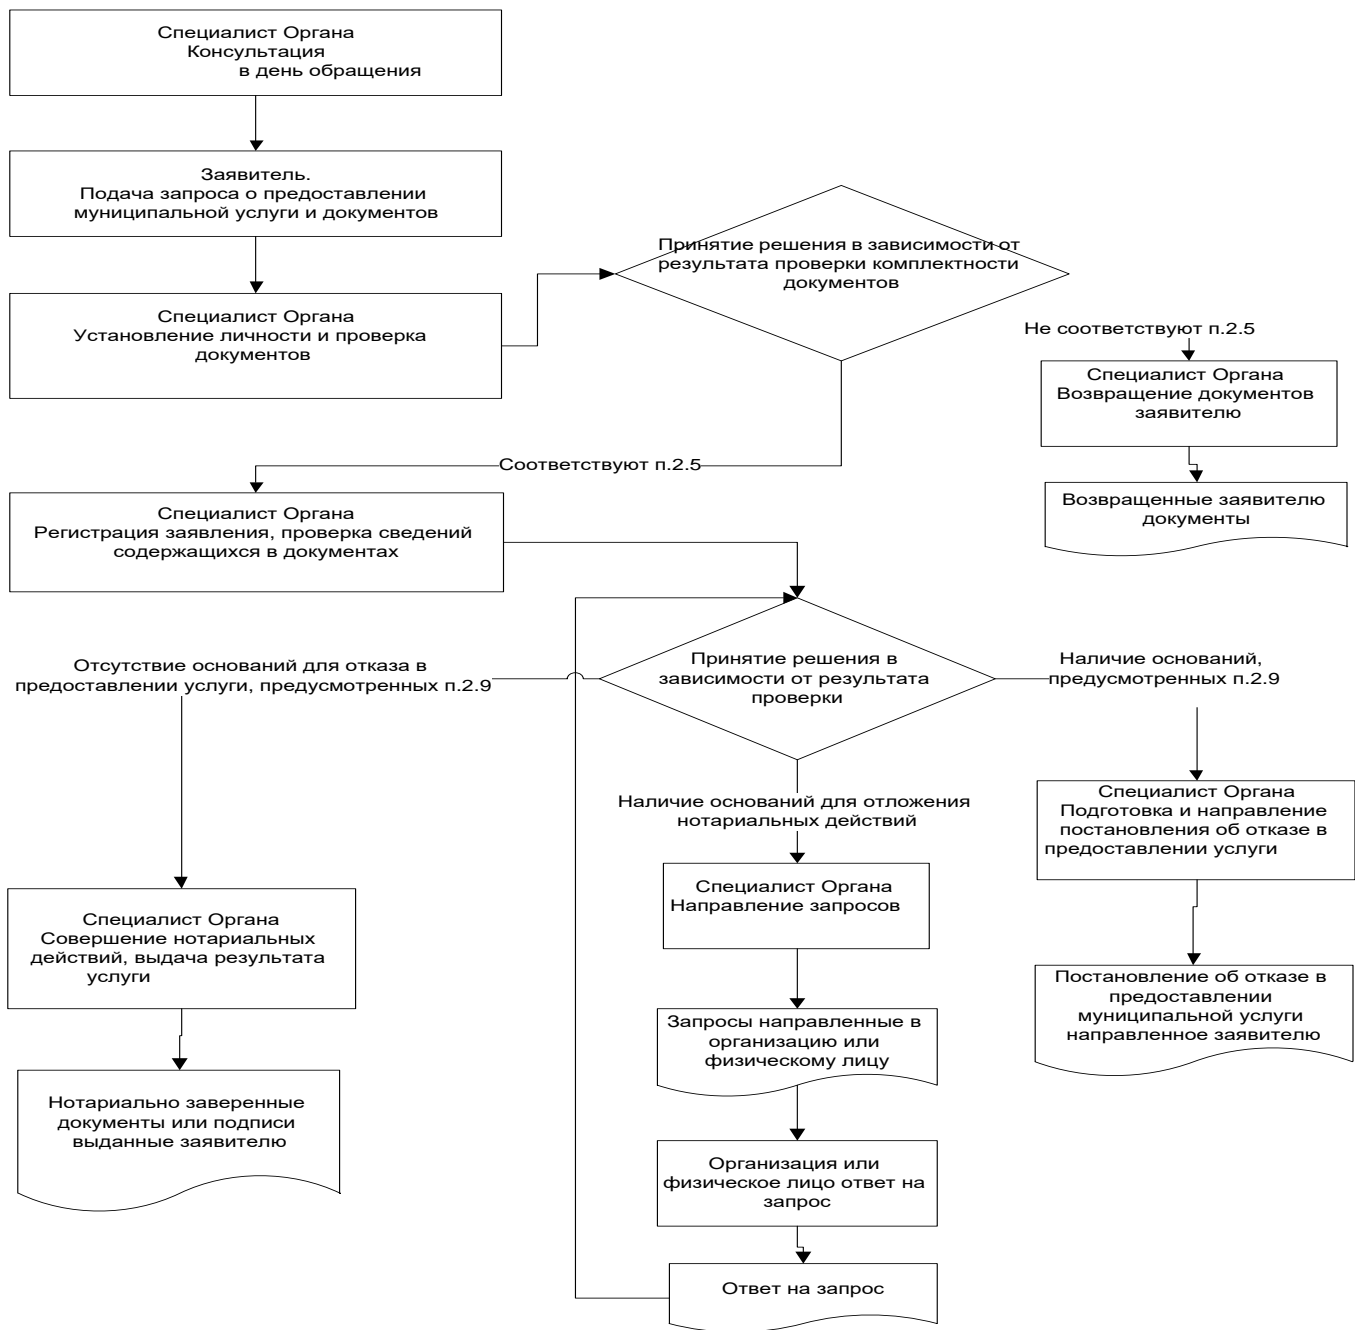 Специалист Органа
Консультация
в день обращения
Заявитель.
Подача запроса о предоставлении
муниципальной услуги и документов
Принятие решения в зависимости от
результата проверки комплектности
документов
Специалист Органа
Установление личности и проверка
документов
Не соответствуют п.2.5
Специалист Органа
Возвращение документов
заявителю
Соответствуют п.2.5
Возвращенные заявителю
документы
Специалист Органа
Регистрация заявления, проверка сведений
содержащихся в документах
Отсутствие оснований для отказа в
предоставлении услуги, предусмотренных п.2.9
Принятие решения в
зависимости от результата
проверки
Наличие оснований,
предусмотренных п.2.9
Наличие оснований для отложения
нотариальных действий
Специалист Органа
Подготовка и направление
постановления об отказе в
предоставлении услуги
Специалист Органа
Направление запросов
Специалист Органа
Совершение нотариальных
действий, выдача результата
услуги
Постановление об отказе в
предоставлении
муниципальной услуги
направленное заявителю
Запросы направленные в
организацию или
физическому лицу
Нотариально заверенные
документы или подписи
выданные заявителю
Организация или
физическое лицо ответ на
запрос
Ответ на запрос